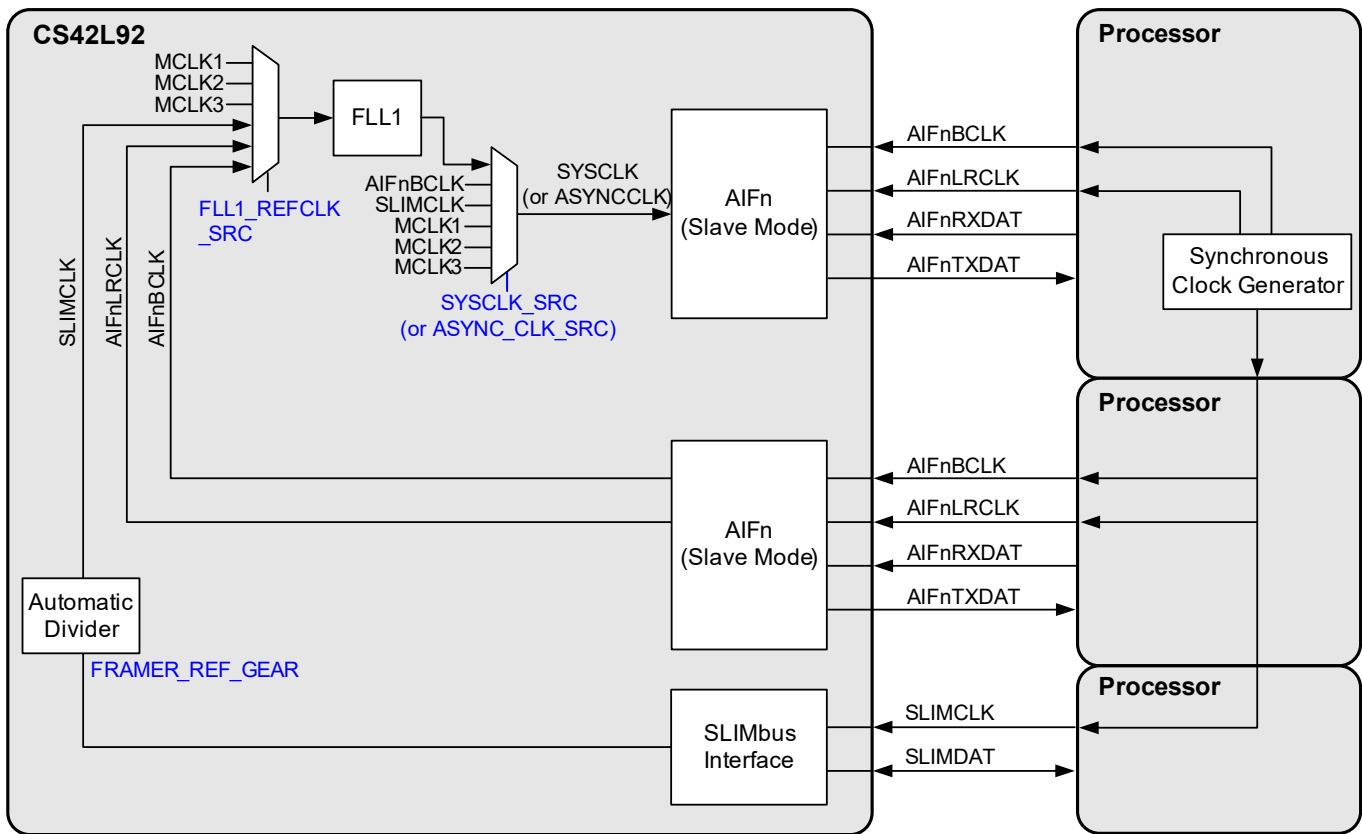 CS42L92
MCLK1
MCLK2
MCLK3
FLL1
FLL1_REFCLK
_SRC
AIFnBCLK
SLIMCLK
MCLK1
MCLK2
MCLK3
SYSCLK
(or ASYNCCLK)
SYSCLK_SRC
(or ASYNC_CLK_SRC)
AIFn
(Slave Mode)
AIFnBCLK
AIFnLRCLK
AIFnRXDAT
AIFnTXDAT
Processor
Synchronous
Clock Generator
SLIMCLK
AIFnLRCLK
AIFnBCLK
AIFn
(Slave Mode)
AIFnBCLK
AIFnLRCLK
AIFnRXDAT
AIFnTXDAT
Processor
Automatic
Divider
FRAMER_REF_GEAR
SLIMbus
Interface
SLIMCLK
SLIMDAT
Processor